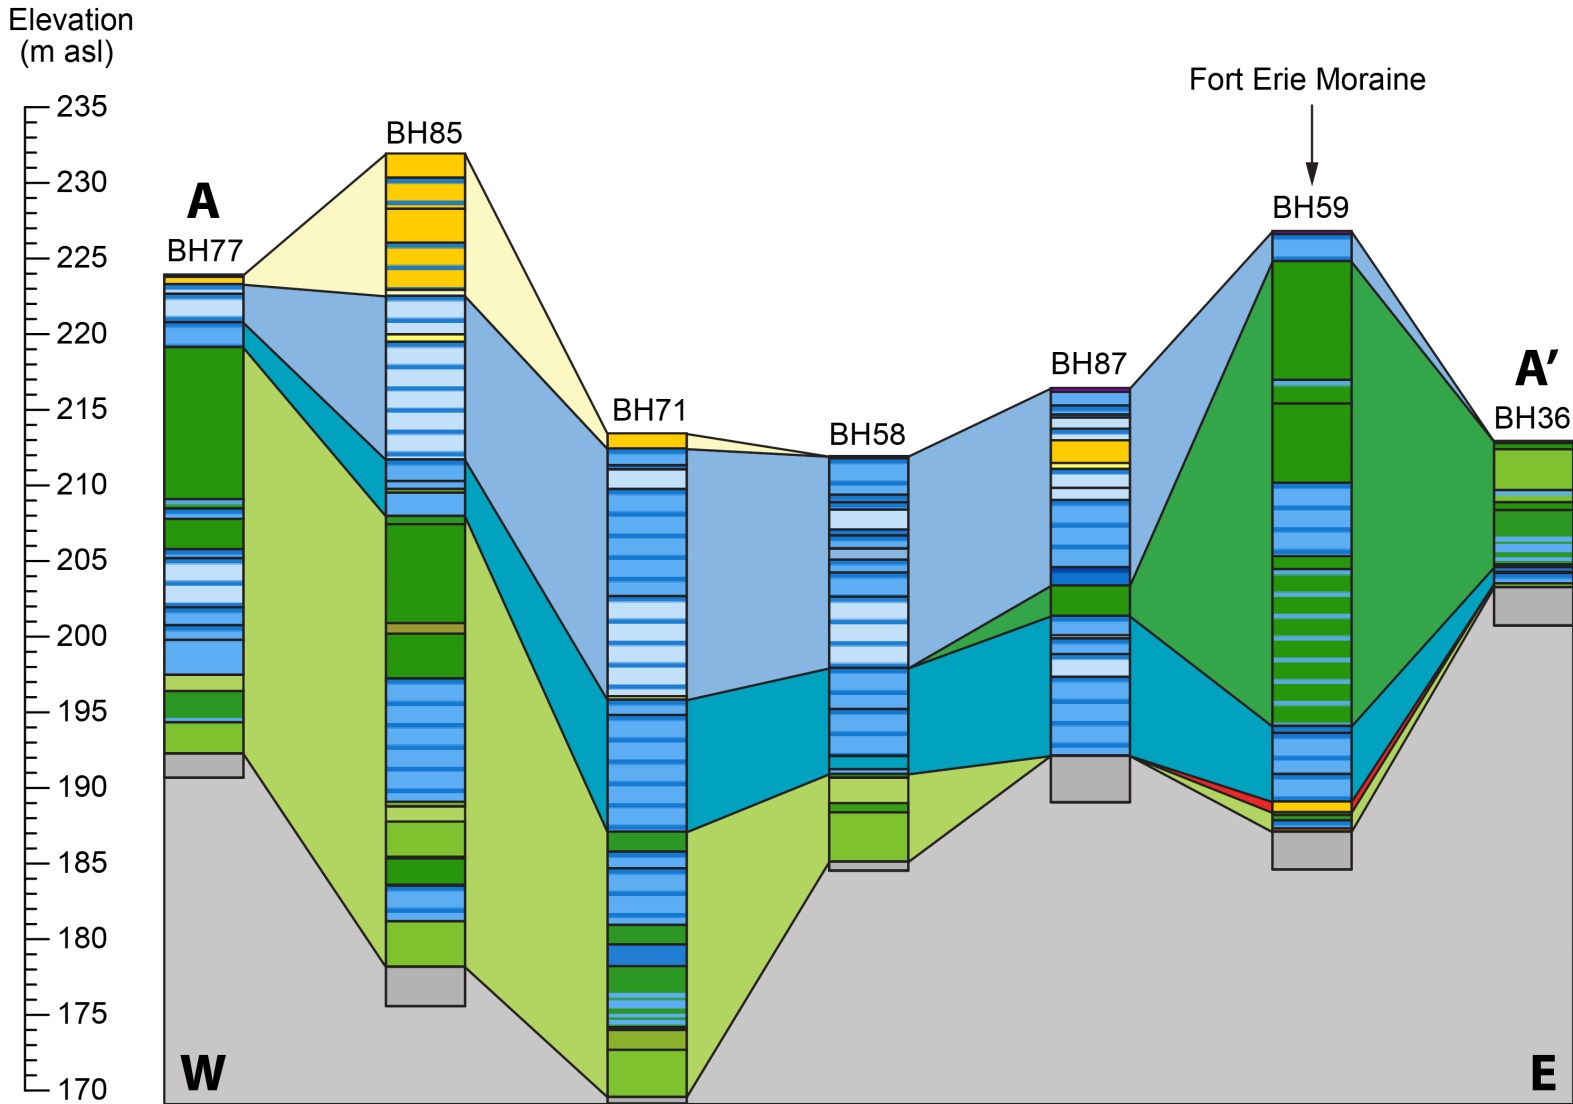 Elevation
(m asl)
Fort Erie Moraine
235
BH85
230
A
BH59
BH77
225
220
BH87
A′
215
BH71
BH36
BH58
210
205
200
195
190
185
180
175
W
E
170